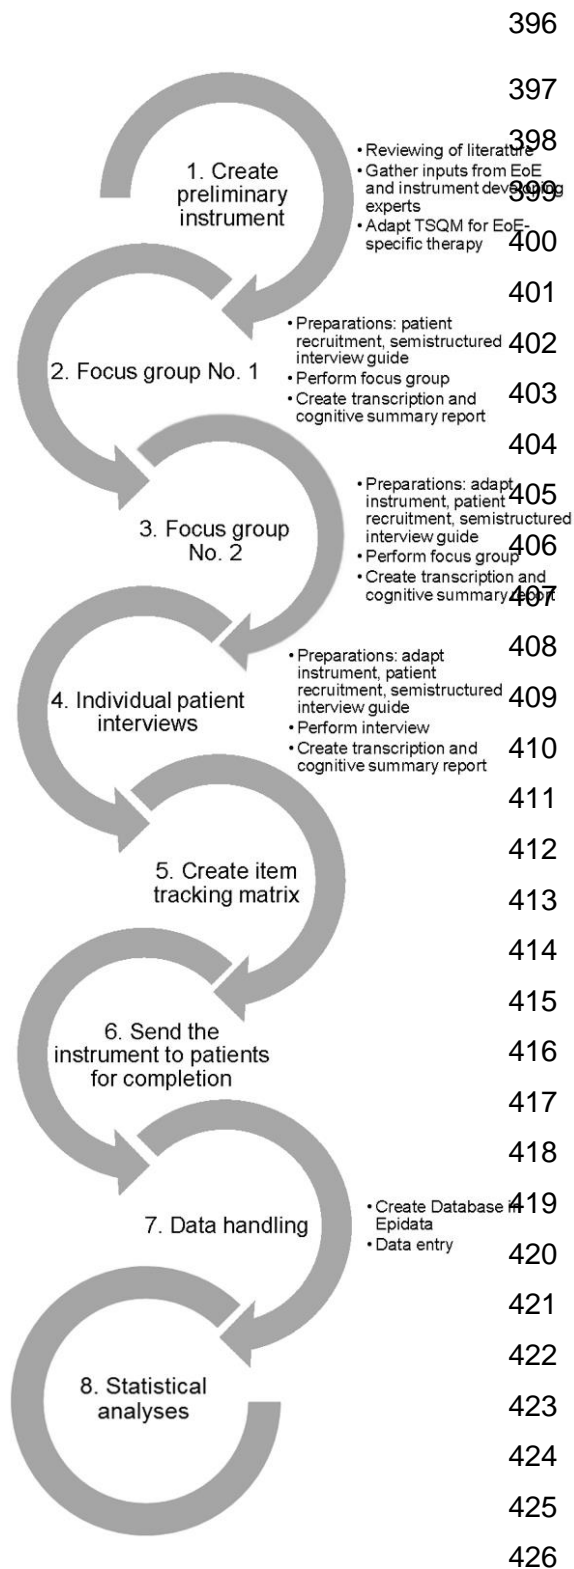 396
397
398
1. Create
preliminary
instrument
• Reviewing of literature
• Gather inputs from EoE
and instrument developing
experts
• Adapt TSQM for EoE-
specific therapy
399
400
401
2. Focus group No. 1
• Preparations: patient
recruitment, semistructured
interview guide
• Perform focus group
• Create transcription and
cognitive summary report
402
403
404
3. Focus group
No. 2
• Preparations: adapt
instrument, patient
recruitment, semistructured
interview guide
• Perform focus group
• Create transcription and
cognitive summary report
405
406
407
408
4. Individual patient
interviews
• Preparations: adapt
instrument, patient
recruitment, semistructured
interview guide
• Perform interview
• Create transcription and
cognitive summary report
409
410
411
412
5. Create item
tracking matrix
413
414
415
6. Send the
instrument to patients
for completion
416
417
418
7. Data handling
• Create Database in
Epidata
• Data entry
419
420
421
422
8. Statistical
analyses
423
424
425
426